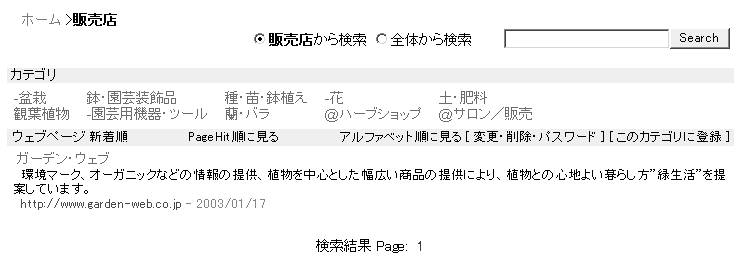 ホーム >販売店
販売店から検索 全体から検索 Search
カテゴリ
-盆栽 鉢・園芸装飾品 種・苗・鉢植え -花 土・肥料
観葉植物 -園芸用機器・ツール 蘭・バラ @ハーブショップ @サロン／販売
ウェブページ 新着順 PageHit順に見る アルファベット順に見る [ 変更・削除・パスワード ] [ このカテゴリに登録 ]
ガーデン・ウェブ
環境マーク、オーガニックなどの情報の提供、植物を中心とした幅広い商品の提供により、植物との心地よい暮らし方”緑生活”を提
案しています。
http://www.garden-web.co.jp - 2003/01/17
検索結果 Page: 1